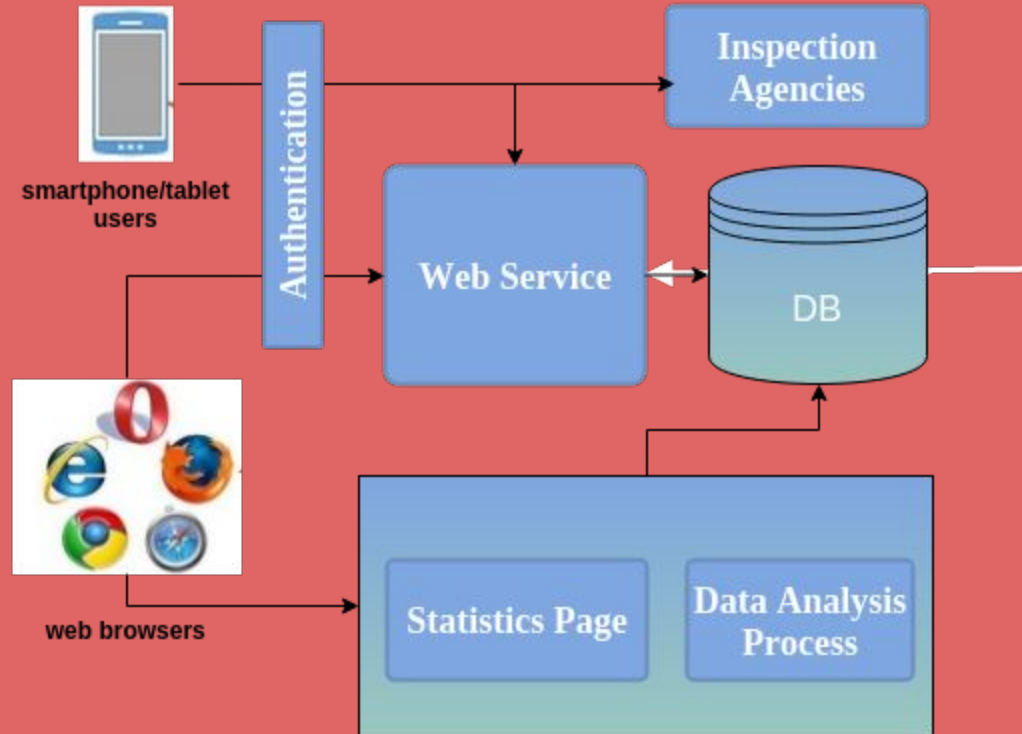 Inspection
Agencies
smartphone/tablet
users
Authentication
Web Service
DB
web browsers
Statistics Page
Data Analysis
Process